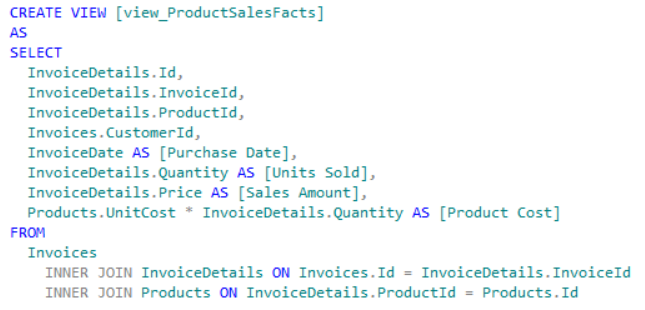 CREATE VIEW [view_ProductSalesFacts]
AS
SELECT
InvoiceDetails.Id,
InvoiceDetails.InvoiceId,
InvoiceDetails.ProductId,
Invoices.CustomerId,
InvoiceDate AS [Purchase Date],
InvoiceDetails.Quantity AS [Units Sold],
InvoiceDetails.Price AS [Sales Amount],
Products.UnitCost * InvoiceDetails.Quantity AS [Product Cost]
FROM
Invoices
INNER JOIN InvoiceDetails ON Invoices.Id = InvoiceDetails.InvoiceId
INNER JOIN Products ON InvoiceDetails.ProductId = Products.Id